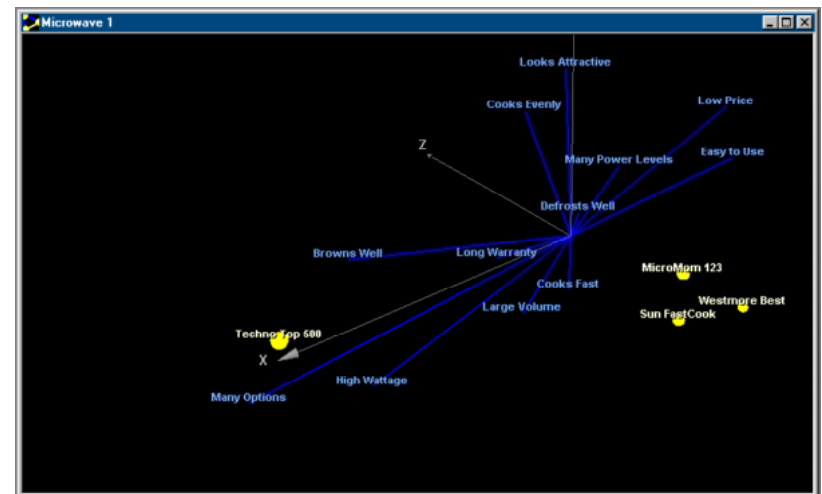 Microwave 1
Looks Attractive
Cooks Evenly
Low Price
Z
Many Power Levels
Easy to Use
Defrosts Well
Browns Well
Long Warranty
MicroMom 123
Cooks Fast
Westmore Best
Large Volume
Sun FastCook
Techno Top 500
X
High Wattage
Many Options